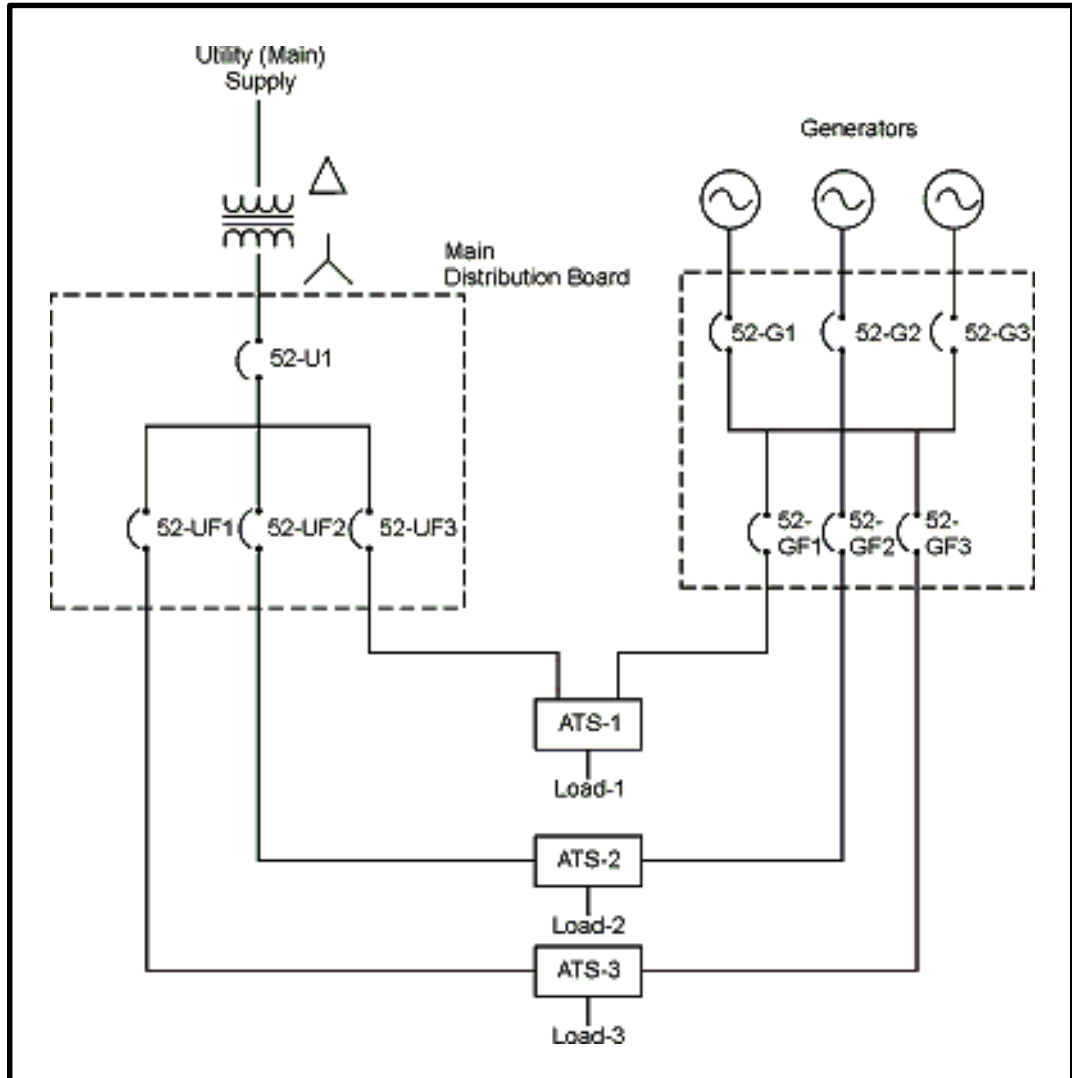 Utility (Main)
Supply
Generators
Main
Distribution Board
52-U1
52-G1
52-G2
52-G3
52-UF1
52-UF2
52-UF3
52-
GF1
52-
GF2
52-
GF3
ATS-1
Load-1
ATS-2
Load-2
ATS-3
Load-3